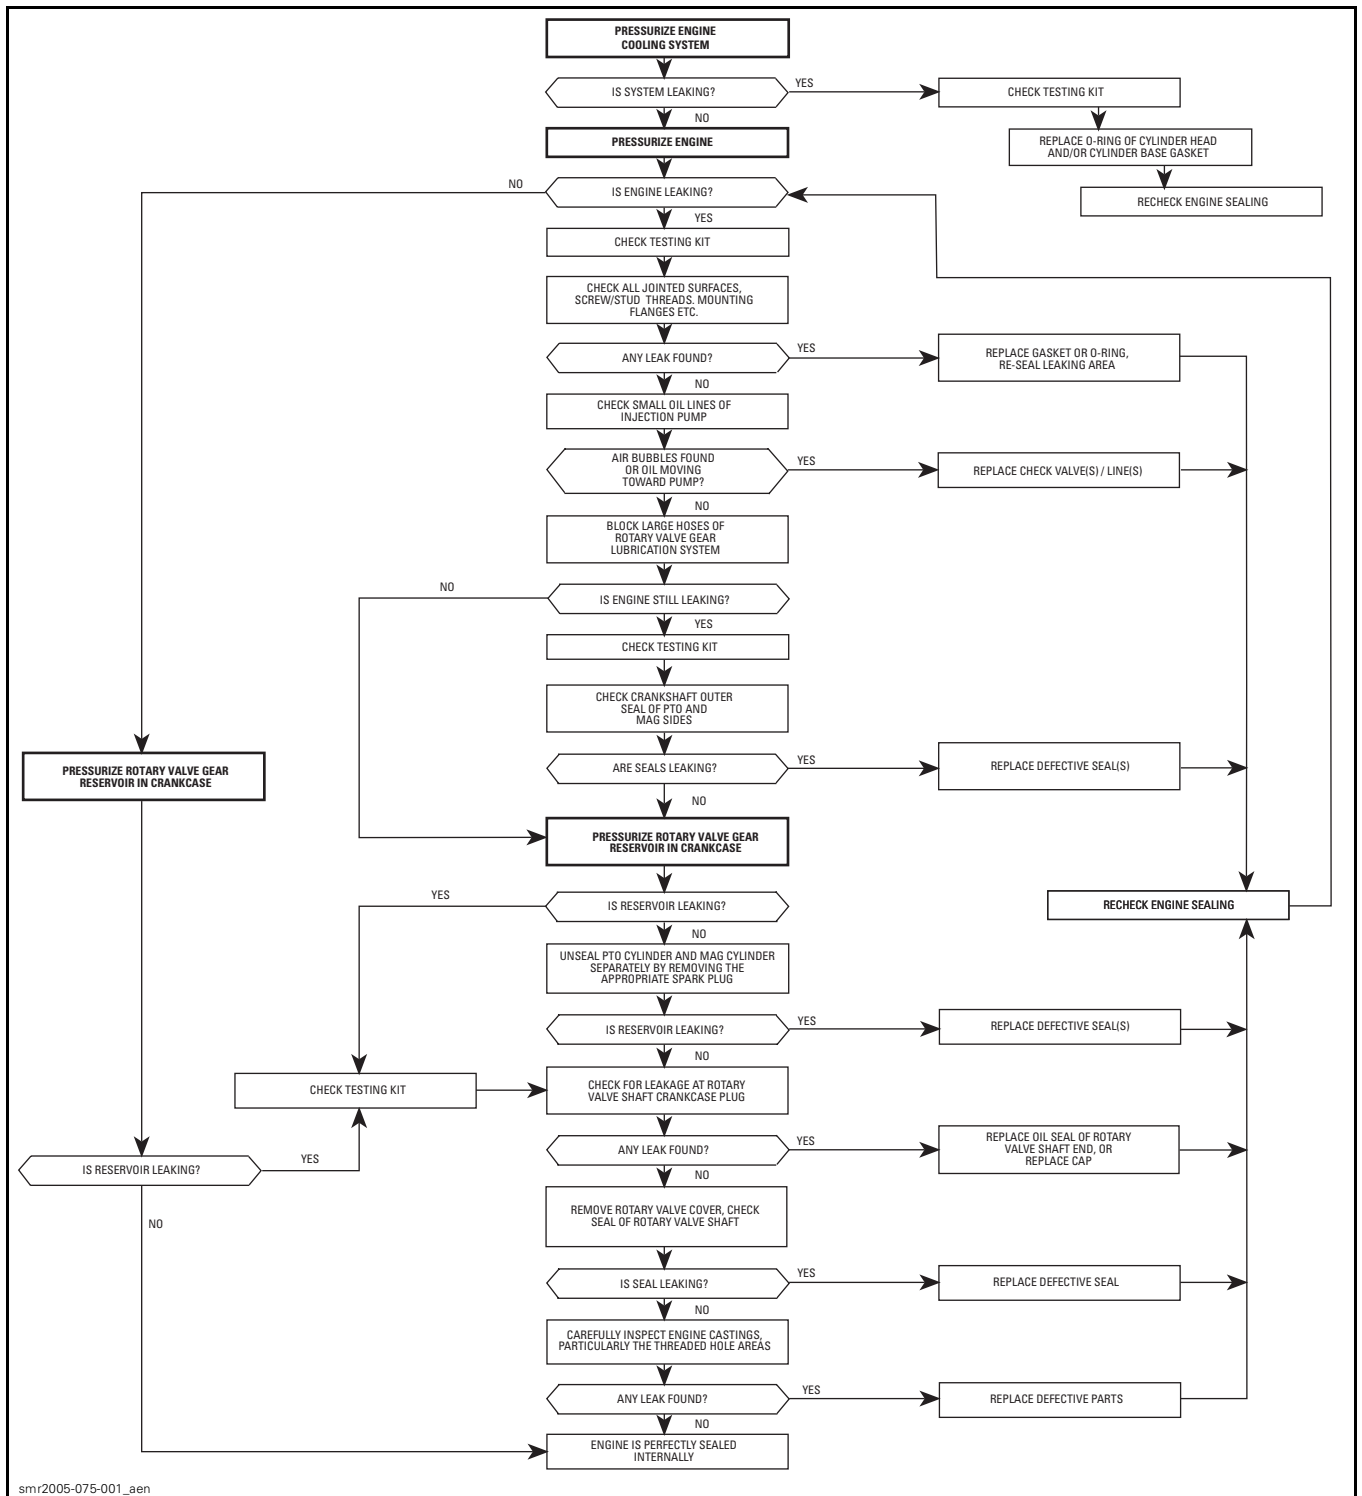 PRESSURIZE ENGINE
COOLING SYSTEM
IS SYSTEM LEAKING?
YES
CHECK TESTING KIT
NO
REPLACE O-RING OF CYLINDER HEAD
AND/OR CYLINDER BASE GASKET
PRESSURIZE ENGINE
RECHECK ENGINE SEALING
NO
IS ENGINE LEAKING?
YES
CHECK TESTING KIT
CHECK ALL JOINTED SURFACES,
SCREW/STUD THREADS. MOUNTING
FLANGES ETC.
ANY LEAK FOUND?
YES
REPLACE GASKET OR O-RING,
RE-SEAL LEAKING AREA
NO
CHECK SMALL OIL LINES OF
INJECTION PUMP
AIR BUBBLES FOUND
OR OIL MOVING
TOWARD PUMP?
YES
REPLACE CHECK VALVE(S) / LINE(S)
NO
BLOCK LARGE HOSES OF
ROTARY VALVE GEAR
LUBRICATION SYSTEM
NO
IS ENGINE STILL LEAKING?
YES
CHECK TESTING KIT
CHECK CRANKSHAFT OUTER
SEAL OF PTO AND
MAG SIDES
ARE SEALS LEAKING?
YES
REPLACE DEFECTIVE SEAL(S)
PRESSURIZE ROTARY VALVE GEAR
RESERVOIR IN CRANKCASE
NO
PRESSURIZE ROTARY VALVE GEAR
RESERVOIR IN CRANKCASE
YES
IS RESERVOIR LEAKING?
RECHECK ENGINE SEALING
NO
UNSEAL PTO CYLINDER AND MAG CYLINDER
SEPARATELY BY REMOVING THE
APPROPRIATE SPARK PLUG
IS RESERVOIR LEAKING?
YES
REPLACE DEFECTIVE SEAL(S)
NO
CHECK TESTING KIT
CHECK FOR LEAKAGE AT ROTARY
VALVE SHAFT CRANKCASE PLUG
ANY LEAK FOUND?
YES
REPLACE OIL SEAL OF ROTARY
VALVE SHAFT END, OR
REPLACE CAP
IS RESERVOIR LEAKING?
YES
NO
NO
REMOVE ROTARY VALVE COVER, CHECK
SEAL OF ROTARY VALVE SHAFT
IS SEAL LEAKING?
YES
REPLACE DEFECTIVE SEAL
NO
CAREFULLY INSPECT ENGINE CASTINGS,
PARTICULARLY THE THREADED HOLE AREAS
ANY LEAK FOUND?
YES
REPLACE DEFECTIVE PARTS
NO
ENGINE IS PERFECTLY SEALED
INTERNALLY
smr2005-075-001_aen